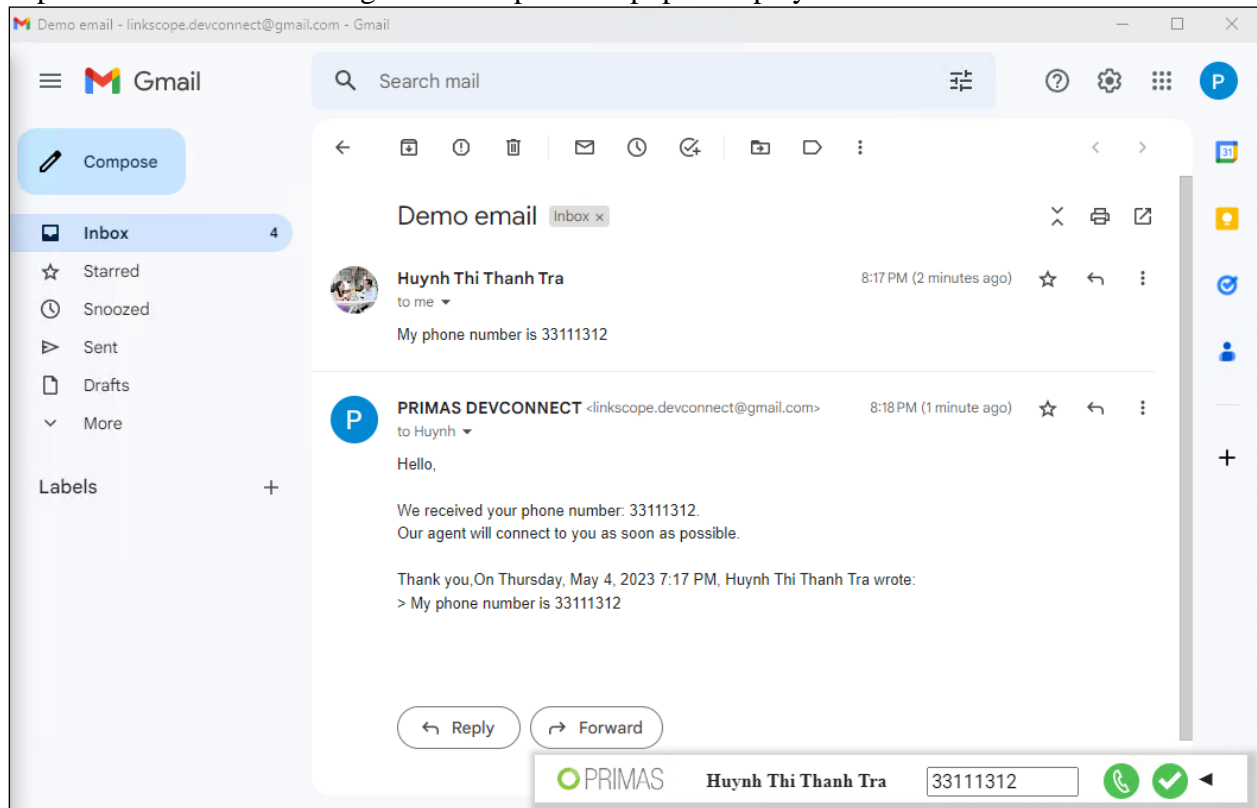 Demo email - linkscope.devconnect@gmail.com - Gmail
Gmail
Search mail
P
Compose
Inbox 4
Starred
Snoozed
Sent
Drafts
More
Labels
31
Demo email Inbox ×
Huynh Thi Thanh Tra 8:17 PM (2 minutes ago)
to me
My phone number is 33111312
P
PRIMAS DEVCONNECT <linkscope.devconnect@gmail.com> 8:18 PM (1 minute ago)
to Huynh
Hello,
We received your phone number: 33111312.
Our agent will connect to you as soon as possible.
Thank you,On Thursday, May 4, 2023 7:17 PM, Huynh Thi Thanh Tra wrote:
> My phone number is 33111312
Reply Forward
PRIMAS Huynh Thi Thanh Tra 33111312